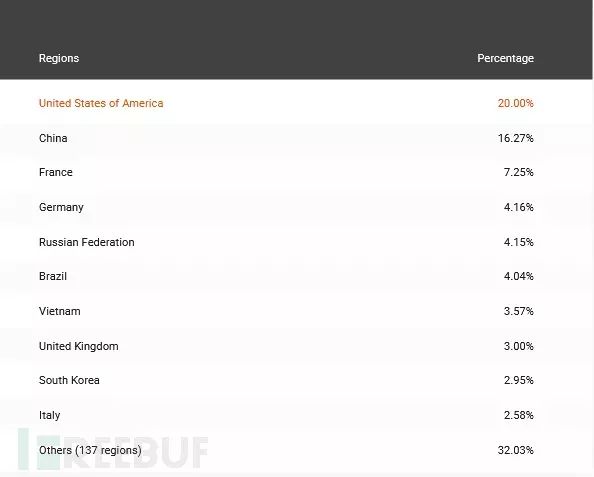 Regions Percentage
United States of America 20.00%
China 16.27%
France 7.25%
Germany 4.16%
Russian Federation 4.15%
Brazil 4.04%
Vietnam 3.57%
United Kingdom 3.00%
South Korea 2.95%
Italy 2.58%
Others (137 regions) 32.03%
FREEBUF